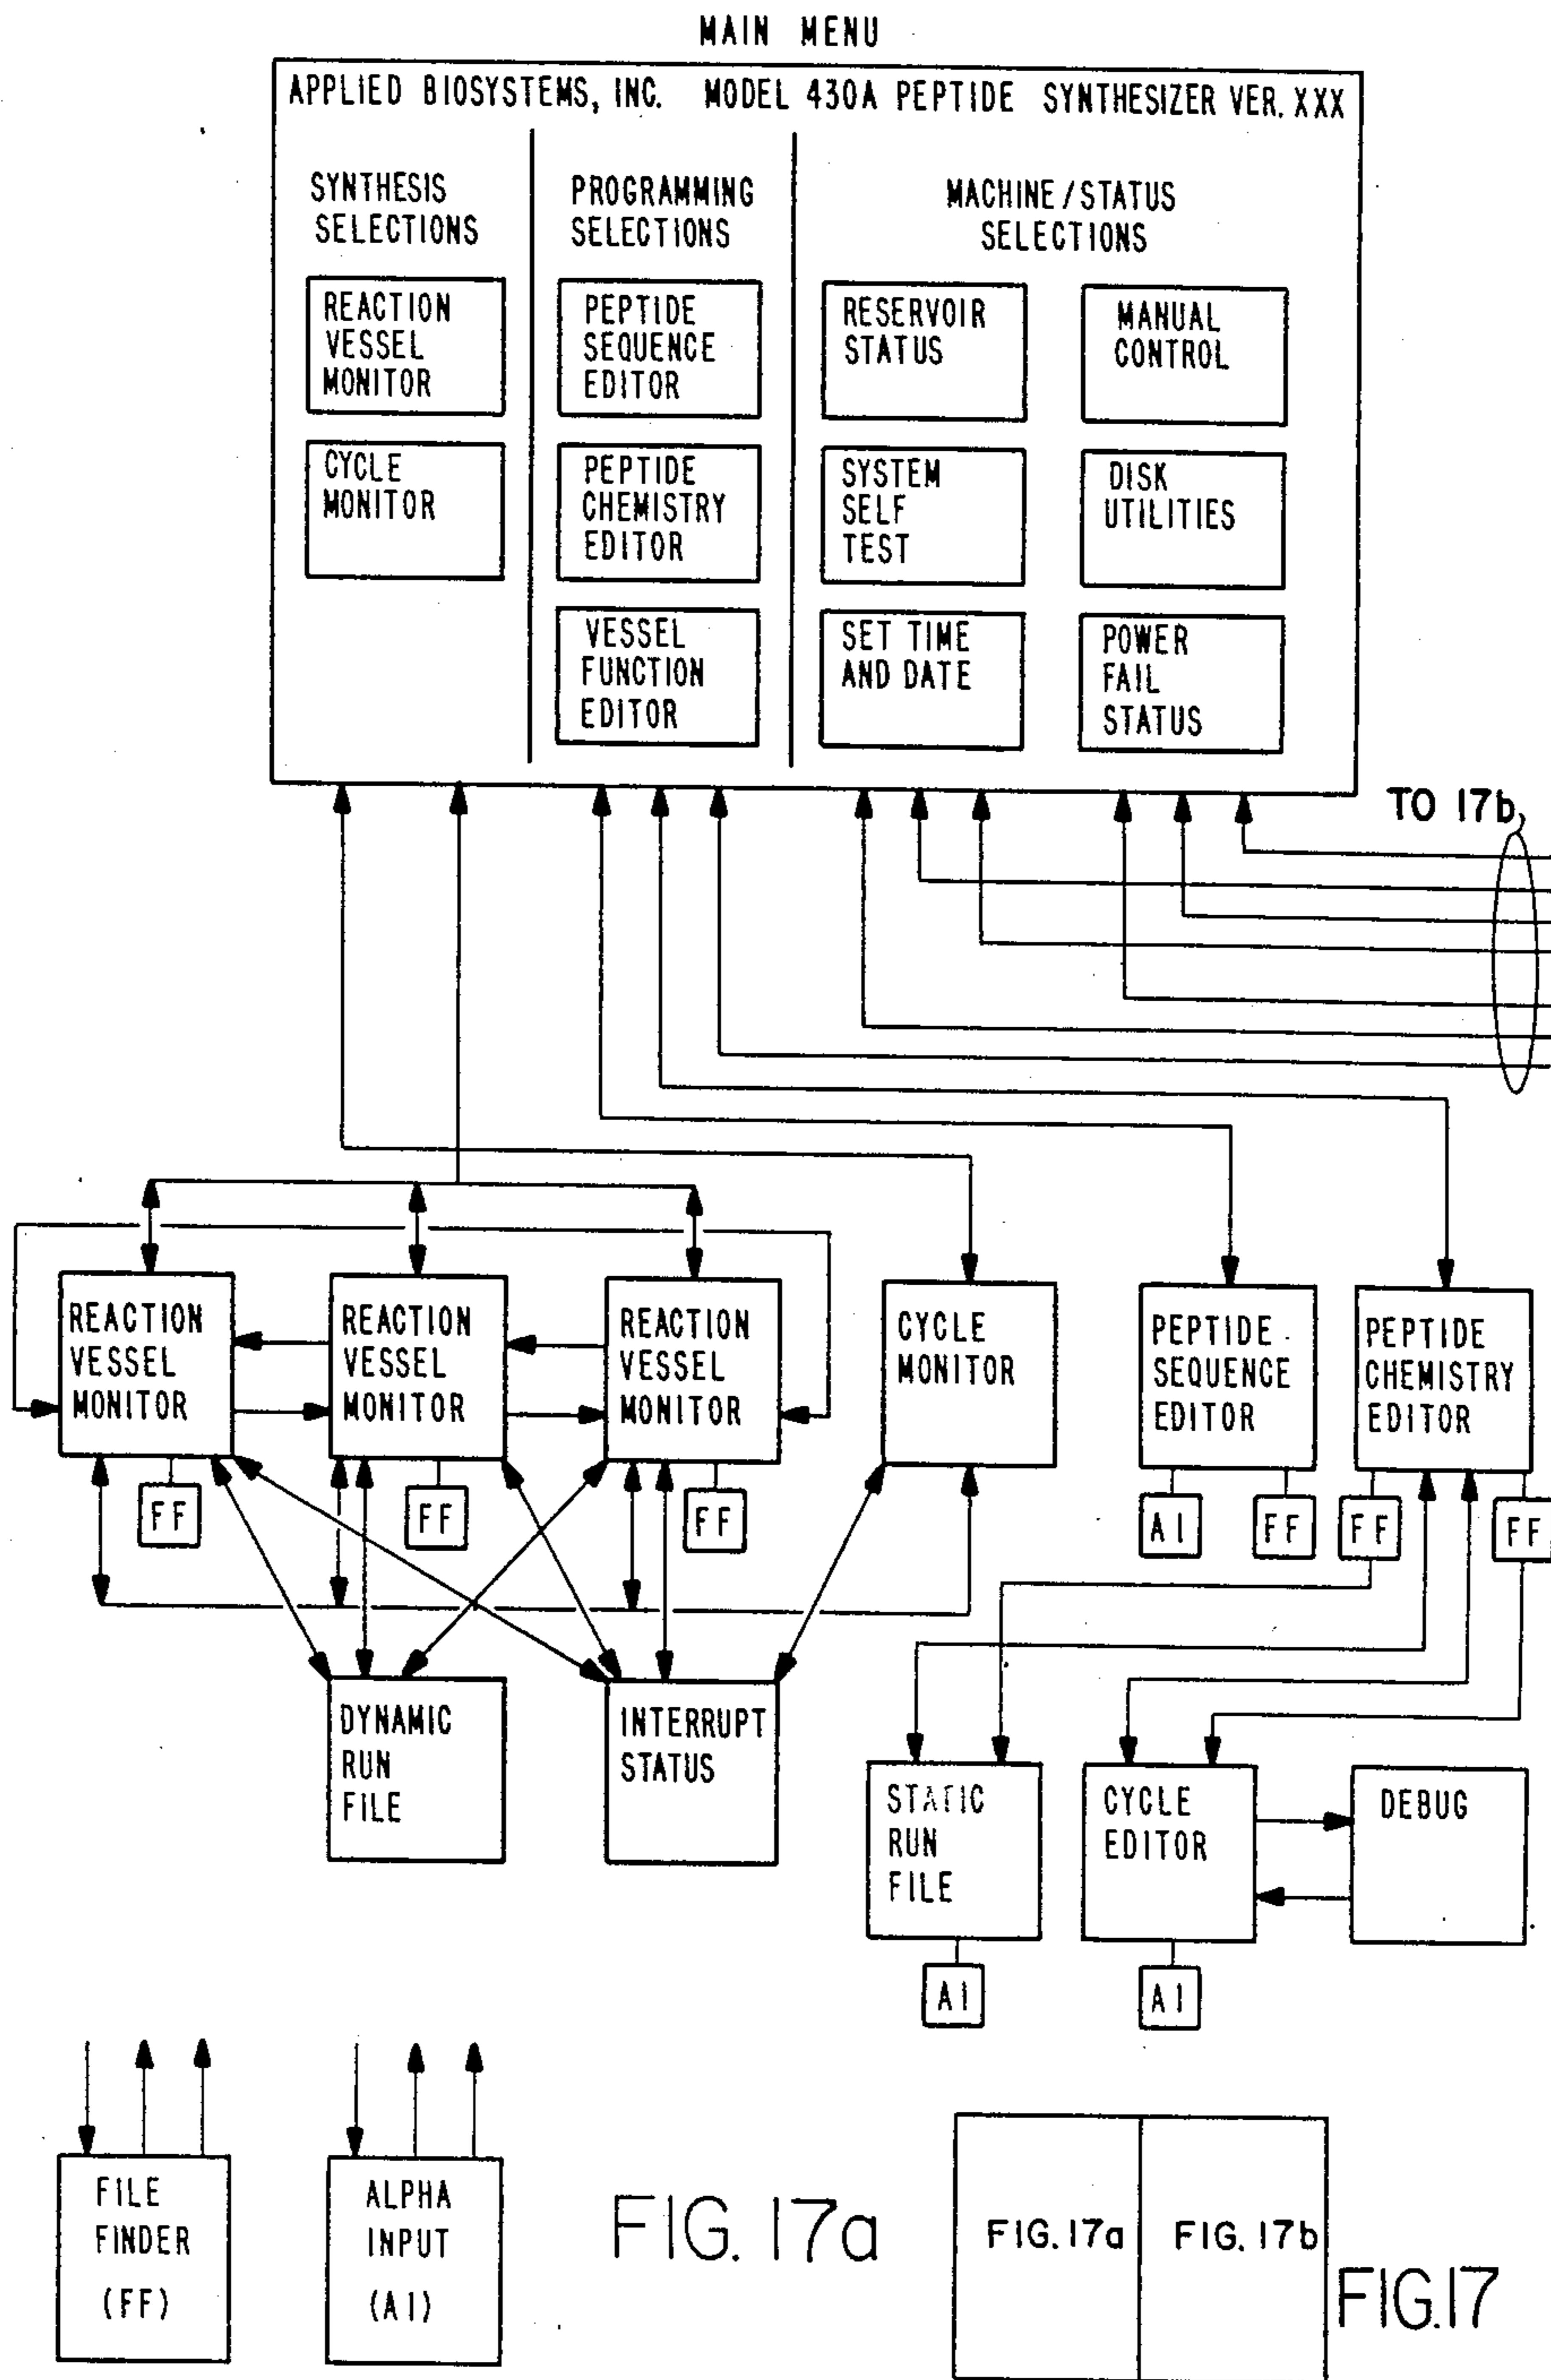 MAIN MENU
APPLIED BIOSYSTEMS, INC. MODEL 430A PEPTIDE SYNTHESIZER VER. XXX
SYNTHESIS
SELECTIONS
REACTION
VESSEL
MONITOR
CYCLE
MONITOR
PROGRAMMING
SELECTIONS
PEPTIDE
SEQUENCE
EDITOR
PEPTIDE
CHEMISTRY
EDITOR
VESSEL
FUNCTION
EDITOR
MACHINE/STATUS
SELECTIONS
RESERVOIR
STATUS
MANUAL
CONTROL
SYSTEM
SELF
TEST
DISK
UTILITIES
SET TIME
AND DATE
POWER
FAIL
STATUS
TO 17b
REACTION
VESSEL
MONITOR
REACTION
VESSEL
MONITOR
REACTION
VESSEL
MONITOR
CYCLE
MONITOR
PEPTIDE
SEQUENCE
EDITOR
PEPTIDE
CHEMISTRY
EDITOR
FF
FF
FF
AI
FF
FF
FF
DYNAMIC
RUN
FILE
INTERRUPT
STATUS
STATIC
RUN
FILE
CYCLE
EDITOR
DEBUG
AI
AI
FILE
FINDER
(FF)
ALPHA
INPUT
(AI)
FIG. 17a
FIG. 17a
FIG. 17b
FIG.17